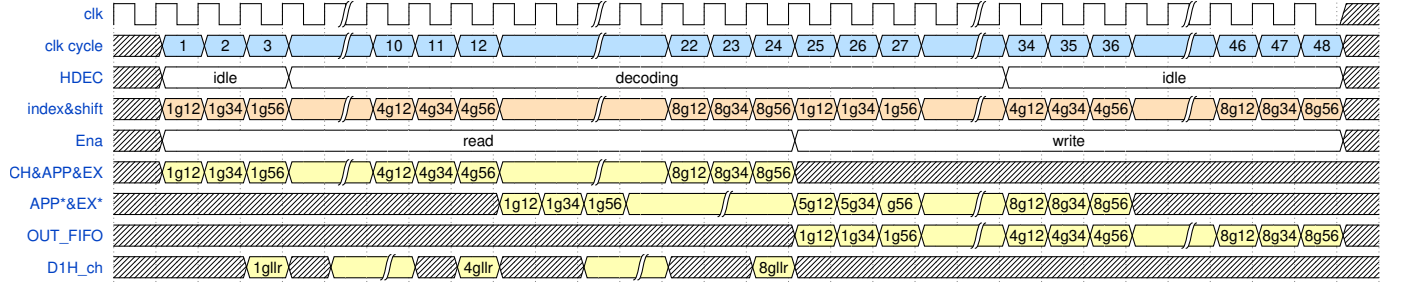 clk
clk cycle 1 2 3 10 11 12 22 23 24 25 26 27 34 35 36 46 47 48
HDEC idle decoding idle
index&shift 1g12 1g34 1g56 4g12 4g34 4g56 8g12 8g34 8g56 1g12 1g34 1g56 4g12 4g34 4g56 8g12 8g34 8g56
Ena read write
CH&APP&EX 1g12 1g34 1g56 4g12 4g34 4g56 8g12 8g34 8g56
APP*&EX* 1g12 1g34 1g56 5g12 5g34 g56 8g12 8g34 8g56
OUT_FIFO 1g12 1g34 1g56 4g12 4g34 4g56 8g12 8g34 8g56
D1H_ch 1gllr 4gllr 8gllr